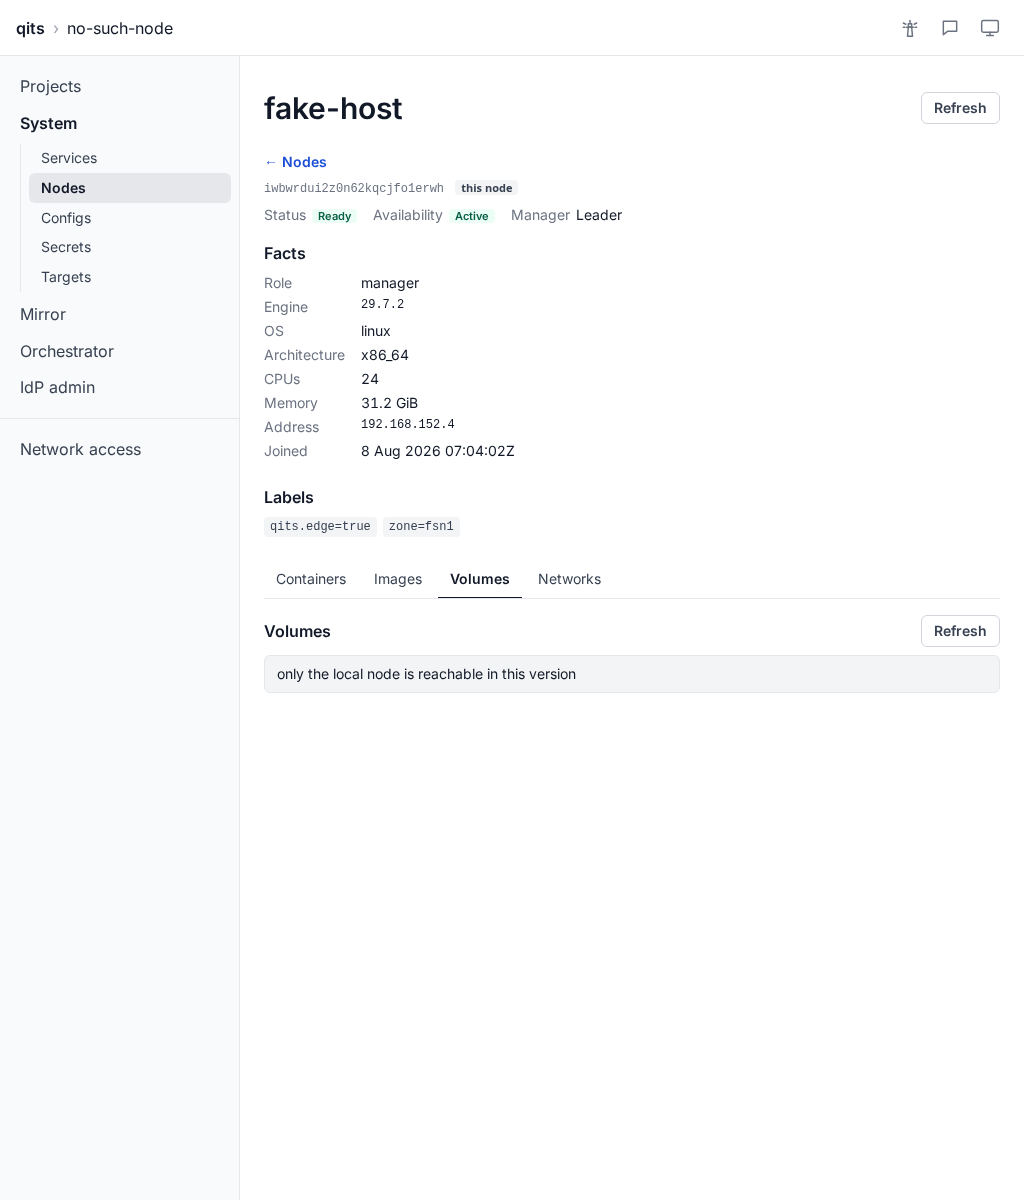 qits › no-such-node
Projects
System
Services
Nodes
Configs
Secrets
Targets
Mirror
Orchestrator
IdP admin
Network access
fake-host
Refresh
← Nodes
iwbwrdui2z0n62kqcjfo1erwh this node
Status Ready Availability Active Manager Leader
Facts
Role manager
Engine 29.7.2
OS linux
Architecture x86_64
CPUs 24
Memory 31.2 GiB
Address 192.168.152.4
Joined 8 Aug 2026 07:04:02Z
Labels
qits.edge=true zone=fsn1
Containers Images Volumes Networks
Volumes Refresh
only the local node is reachable in this version